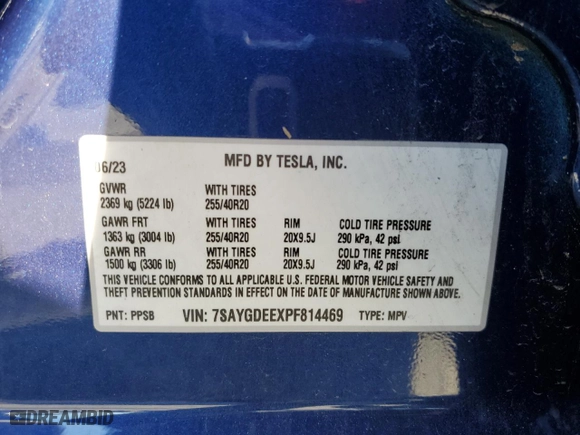 06/23 MFD BY TESLA, INC.
GVWR WITH TIRES
2369 kg (5224 lb) 255/40R20
GAWR FRT WITH TIRES RIM COLD TIRE PRESSURE
1363 kg (3004 lb) 255/40R20 20X9.5J 290 kPa, 42 psi
GAWR RR WITH TIRES RIM COLD TIRE PRESSURE
1500 kg (3306 lb) 255/40R20 20X9.5J 290 kPa, 42 psi
THIS VEHICLE CONFORMS TO ALL APPLICABLE U.S. FEDERAL MOTOR VEHICLE SAFETY AND
THEFT PREVENTION STANDARDS IN EFFECT ON THE DATE OF MANUFACTURE SHOWN ABOVE.
PNT: PPSB VIN: 7SAYGDEEXPF814469 TYPE: MPV
DREAMBID